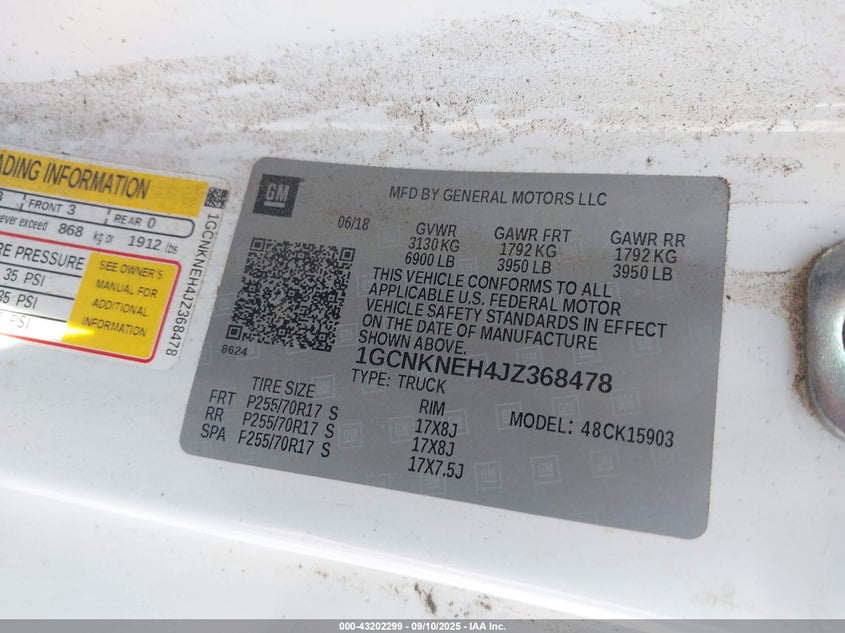 ADING INFORMATION
FRONT 3 REAR 0
ever exceed 868 kg or 1912 lbs
RE PRESSURE
35 PSI
35 PSI
PSI
SEE OWNER'S
MANUAL FOR
ADDITIONAL
INFORMATION
1GCNKNEH4JZ368478
GM
MFD BY GENERAL MOTORS LLC
06/18 GVWR GAWR FRT GAWR RR
3130 KG 1792 KG 1792 KG
6900 LB 3950 LB 3950 LB
THIS VEHICLE CONFORMS TO ALL
APPLICABLE U.S. FEDERAL MOTOR
VEHICLE SAFETY STANDARDS IN EFFECT
ON THE DATE OF MANUFACTURE
SHOWN ABOVE.
8624
1GCNKNEH4JZ368478
TYPE: TRUCK
TIRE SIZE RIM
FRT P255/70R17 S 17X8J
RR P255/70R17 S 17X8J
SPA F255/70R17 S 17X7.5J
MODEL: 48CK15903
000-43202299 - 09/10/2025 - IAA Inc.